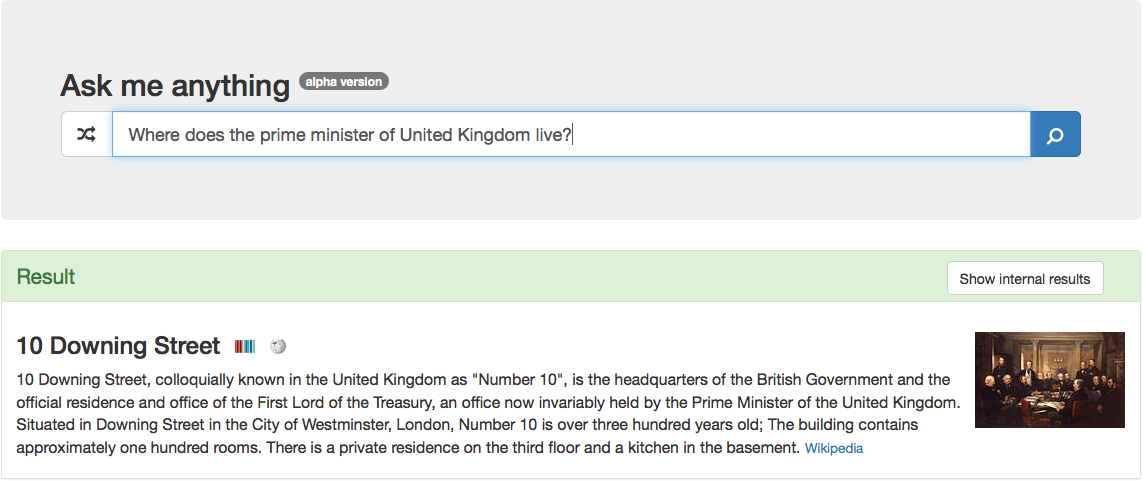 Ask me anything alpha version
Where does the prime minister of United Kingdom live?
Result
Show internal results
10 Downing Street
10 Downing Street, colloquially known in the United Kingdom as "Number 10", is the headquarters of the British Government and the
official residence and office of the First Lord of the Treasury, an office now invariably held by the Prime Minister of the United Kingdom.
Situated in Downing Street in the City of Westminster, London, Number 10 is over three hundred years old; The building contains
approximately one hundred rooms. There is a private residence on the third floor and a kitchen in the basement. Wikipedia